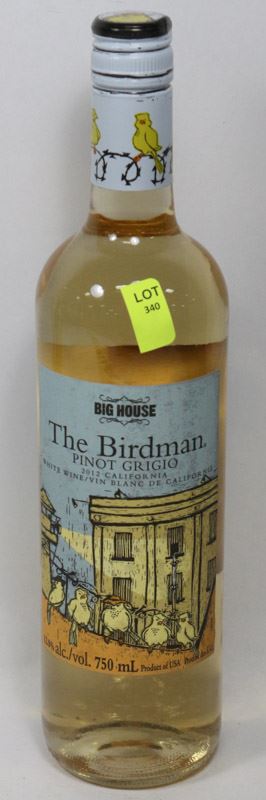 LOT
340
BIG HOUSE
The Birdman.
PINOT GRIGIO
2012 CALIFORNIA
WHITE WINE/VIN BLANC DE CALIFORNIE
alc./vol. 750 mL Product of USA